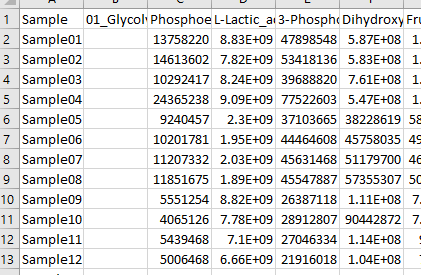 1 Sample 01_Glycoly Phosphoe L-Lactic_ac 3-Phospho Dihydroxy Fru
2 Sample01 13758220 8.83E+09 47898548 5.87E+08 1.
3 Sample02 14613602 7.82E+09 53418136 5.83E+08 1.
4 Sample03 10292417 8.24E+09 39688820 7.61E+08 1.
5 Sample04 24365238 9.09E+09 77522603 5.47E+08 1.
6 Sample05 9240457 2.3E+09 37103665 38228619 58
7 Sample06 10201781 1.95E+09 44464608 45758035 49
8 Sample07 11207332 2.03E+09 45631468 51179700 46
9 Sample08 11851675 1.89E+09 45547887 57355307 50
10 Sample09 5551254 8.82E+09 26387118 1.11E+08 7.
11 Sample10 4065126 7.78E+09 28912807 90442872 7.
12 Sample11 5439468 7.1E+09 27046334 1.14E+08 9
13 Sample12 5006468 6.66E+09 21916018 1.04E+08 7.